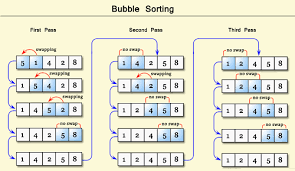 Bubble Sorting
First Pass
swapping
5 1 4 2 8
swapping
1 5 4 2 8
swapping
1 4 5 2 8
no swap
1 4 2 5 8
1 4 2 5 8
Second Pass
no swap
1 4 2 5 8
swapping
1 4 2 5 8
no swap
1 2 4 5 8
no swap
1 2 4 5 8
1 2 4 5 8
Third Pass
no swap
1 2 4 5 8
no swap
1 2 4 5 8
no swap
1 2 4 5 8
no swap
1 2 4 5 8
1 2 4 5 8